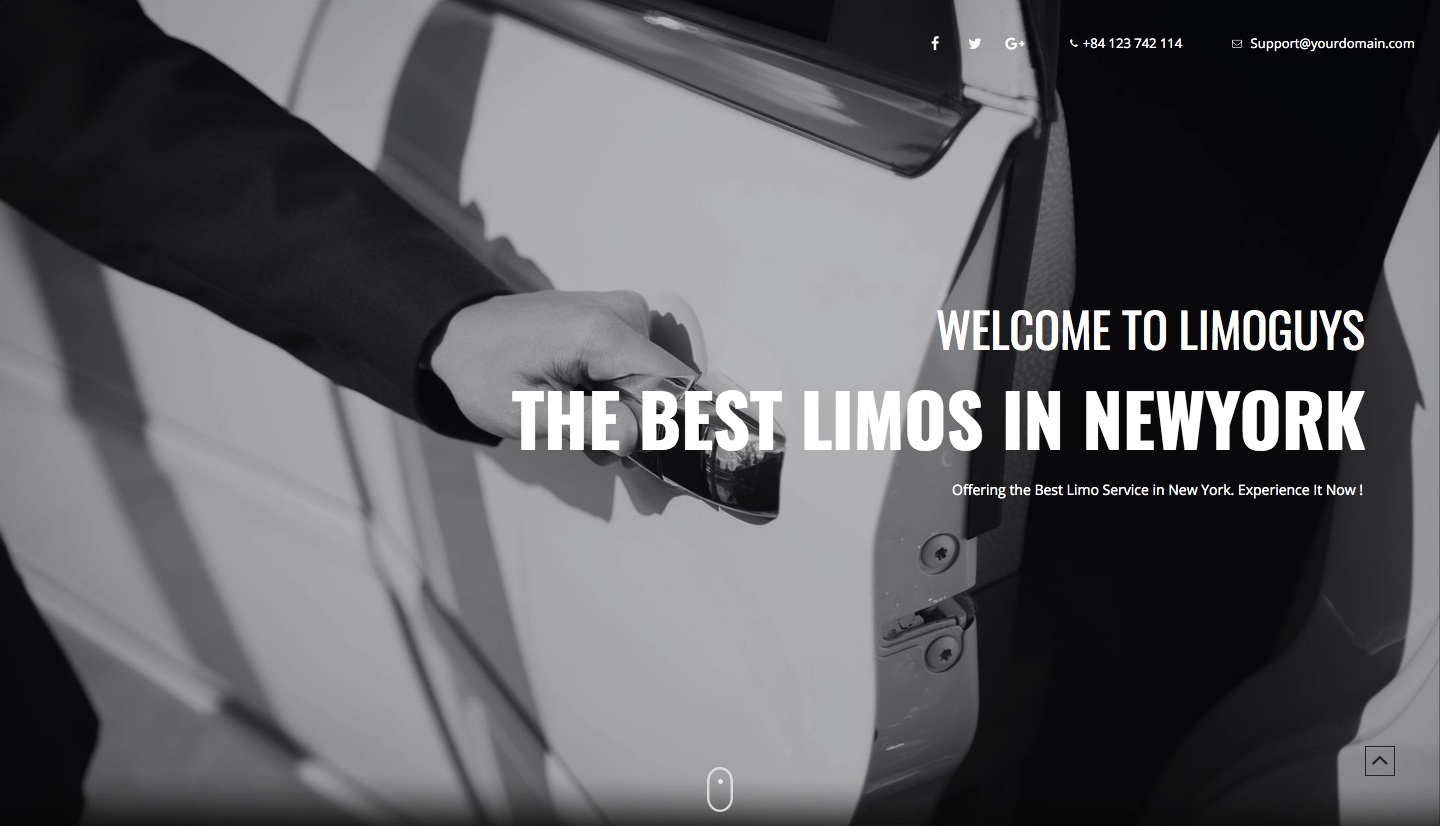 +84 123 742 114 Support@yourdomain.com
WELCOME TO LIMOGUYS
THE BEST LIMOS IN NEWYORK
Offering the Best Limo Service in New York. Experience It Now !